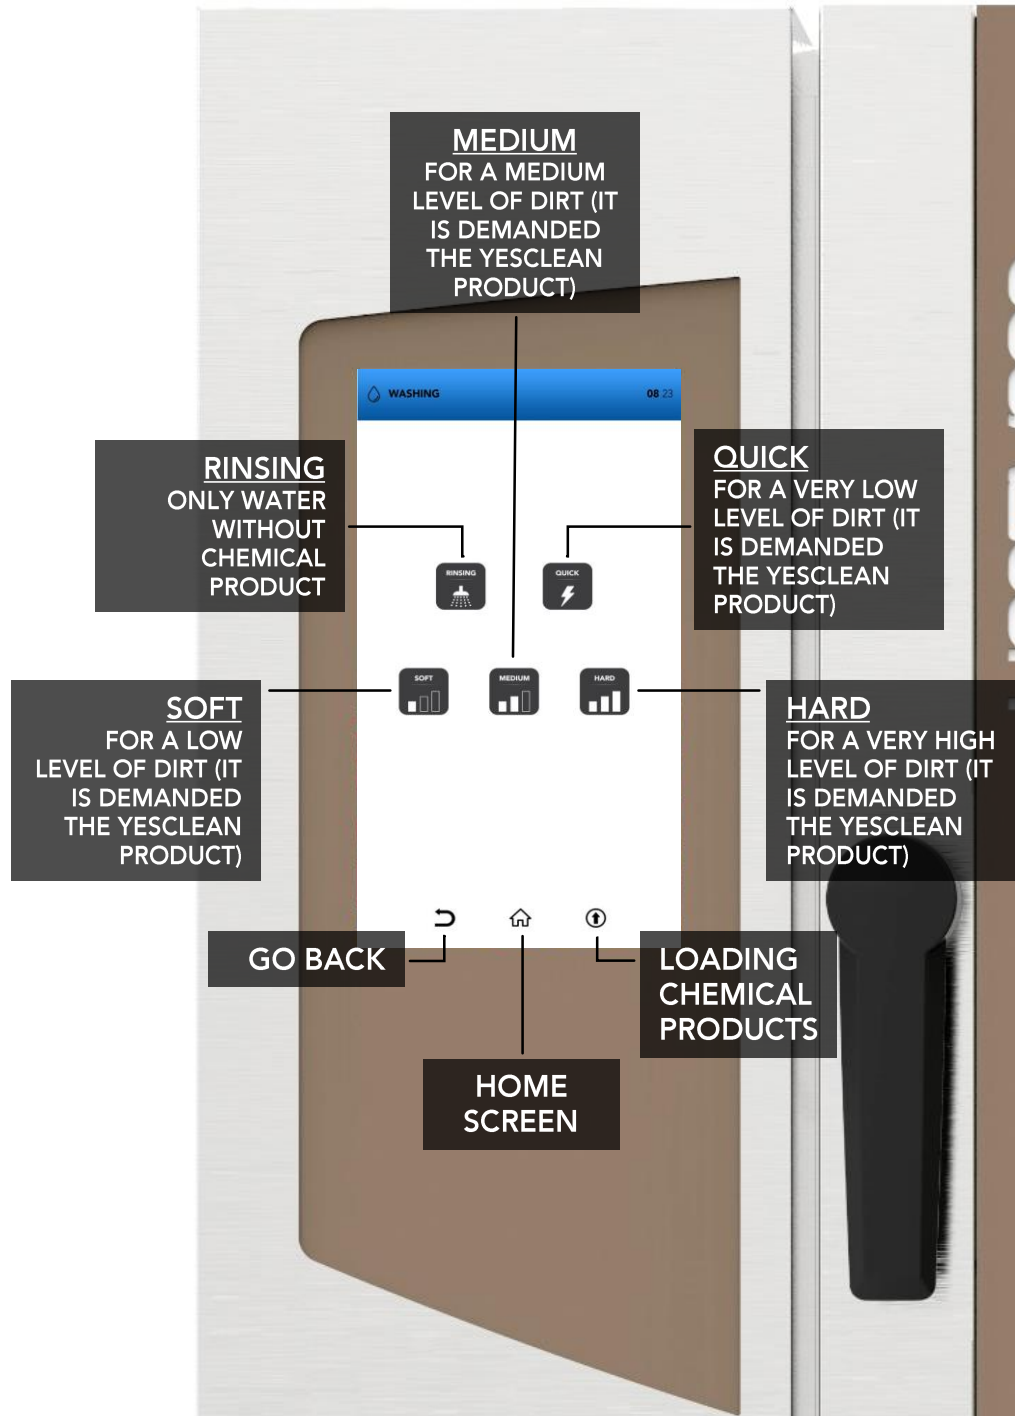 MEDIUM
FOR A MEDIUM
LEVEL OF DIRT (IT
IS DEMANDED
THE YESCLEAN
PRODUCT)
WASHING
08 23
RINSING
ONLY WATER
WITHOUT
CHEMICAL
PRODUCT
QUICK
FOR A VERY LOW
LEVEL OF DIRT (IT
IS DEMANDED
THE YESCLEAN
PRODUCT)
RINSING
QUICK
SOFT
MEDIUM
HARD
SOFT
FOR A LOW
LEVEL OF DIRT (IT
IS DEMANDED
THE YESCLEAN
PRODUCT)
HARD
FOR A VERY HIGH
LEVEL OF DIRT (IT
IS DEMANDED
THE YESCLEAN
PRODUCT)
GO BACK
LOADING
CHEMICAL
PRODUCTS
HOME
SCREEN